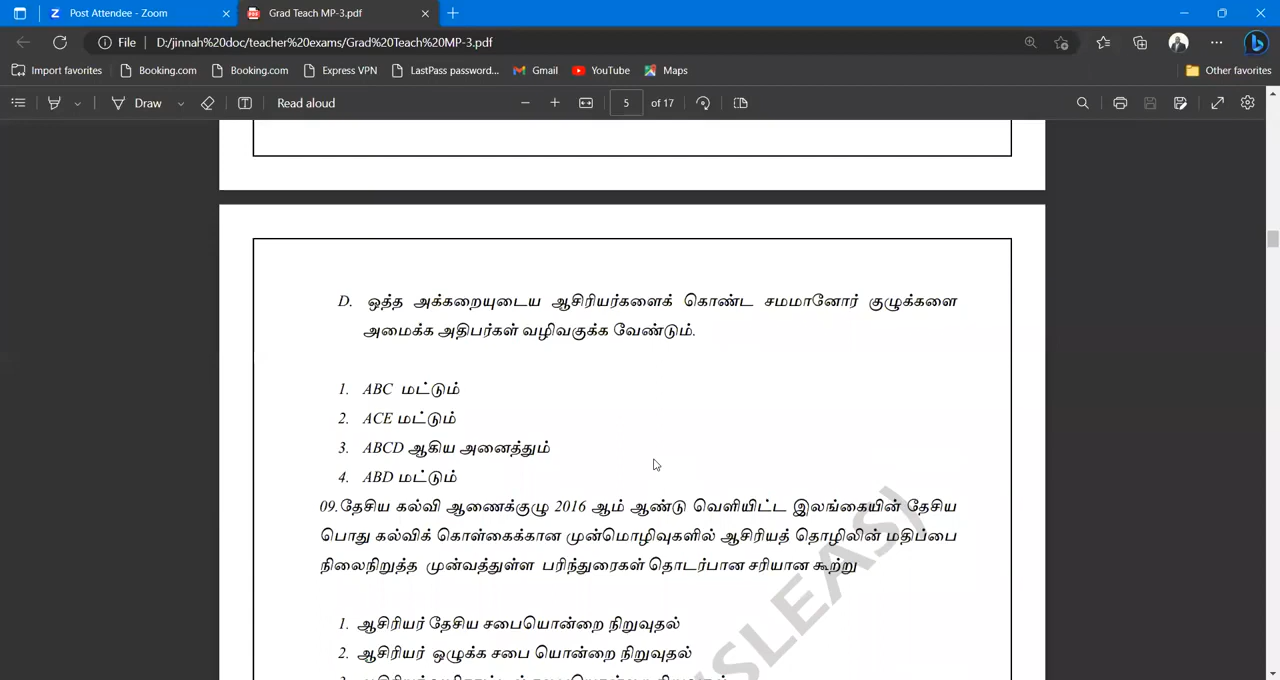 Post Attendee - Zoom
Grad Teach MP-3.pdf
File D:/jinnah%20doc/teacher%20exams/Grad%20Teach%20MP-3.pdf
Import favorites Booking.com Booking.com Express VPN LastPass password... Gmail YouTube Maps Other favorites
Draw Read aloud 5 of 17
D. ஒத்த அக்கறையுடைய ஆசிரியர்களைக் கொண்ட சமமானோர் குழுக்களை
அமைக்க அதிபர்கள் வழிவகுக்க வேண்டும்.
1. ABC மட்டும்
2. ACE மட்டும்
3. ABCD ஆகிய அனைத்தும்
4. ABD மட்டும்
09.தேசிய கல்வி ஆணைக்குழு 2016 ஆம் ஆண்டு வெளியிட்ட இலங்கையின் தேசிய
பொது கல்விக் கொள்கைக்கான முன்மொழிவுகளில் ஆசிரியத் தொழிலின் மதிப்பை
நிலைநிறுத்த முன்வத்துள்ள பரிந்துரைகள் தொடர்பான சரியான கூற்று
1. ஆசிரியர் தேசிய சபையொன்றை நிறுவுதல்
2. ஆசிரியர் ஒழுக்க சபை யொன்றை நிறுவுதல்
SLEAS)